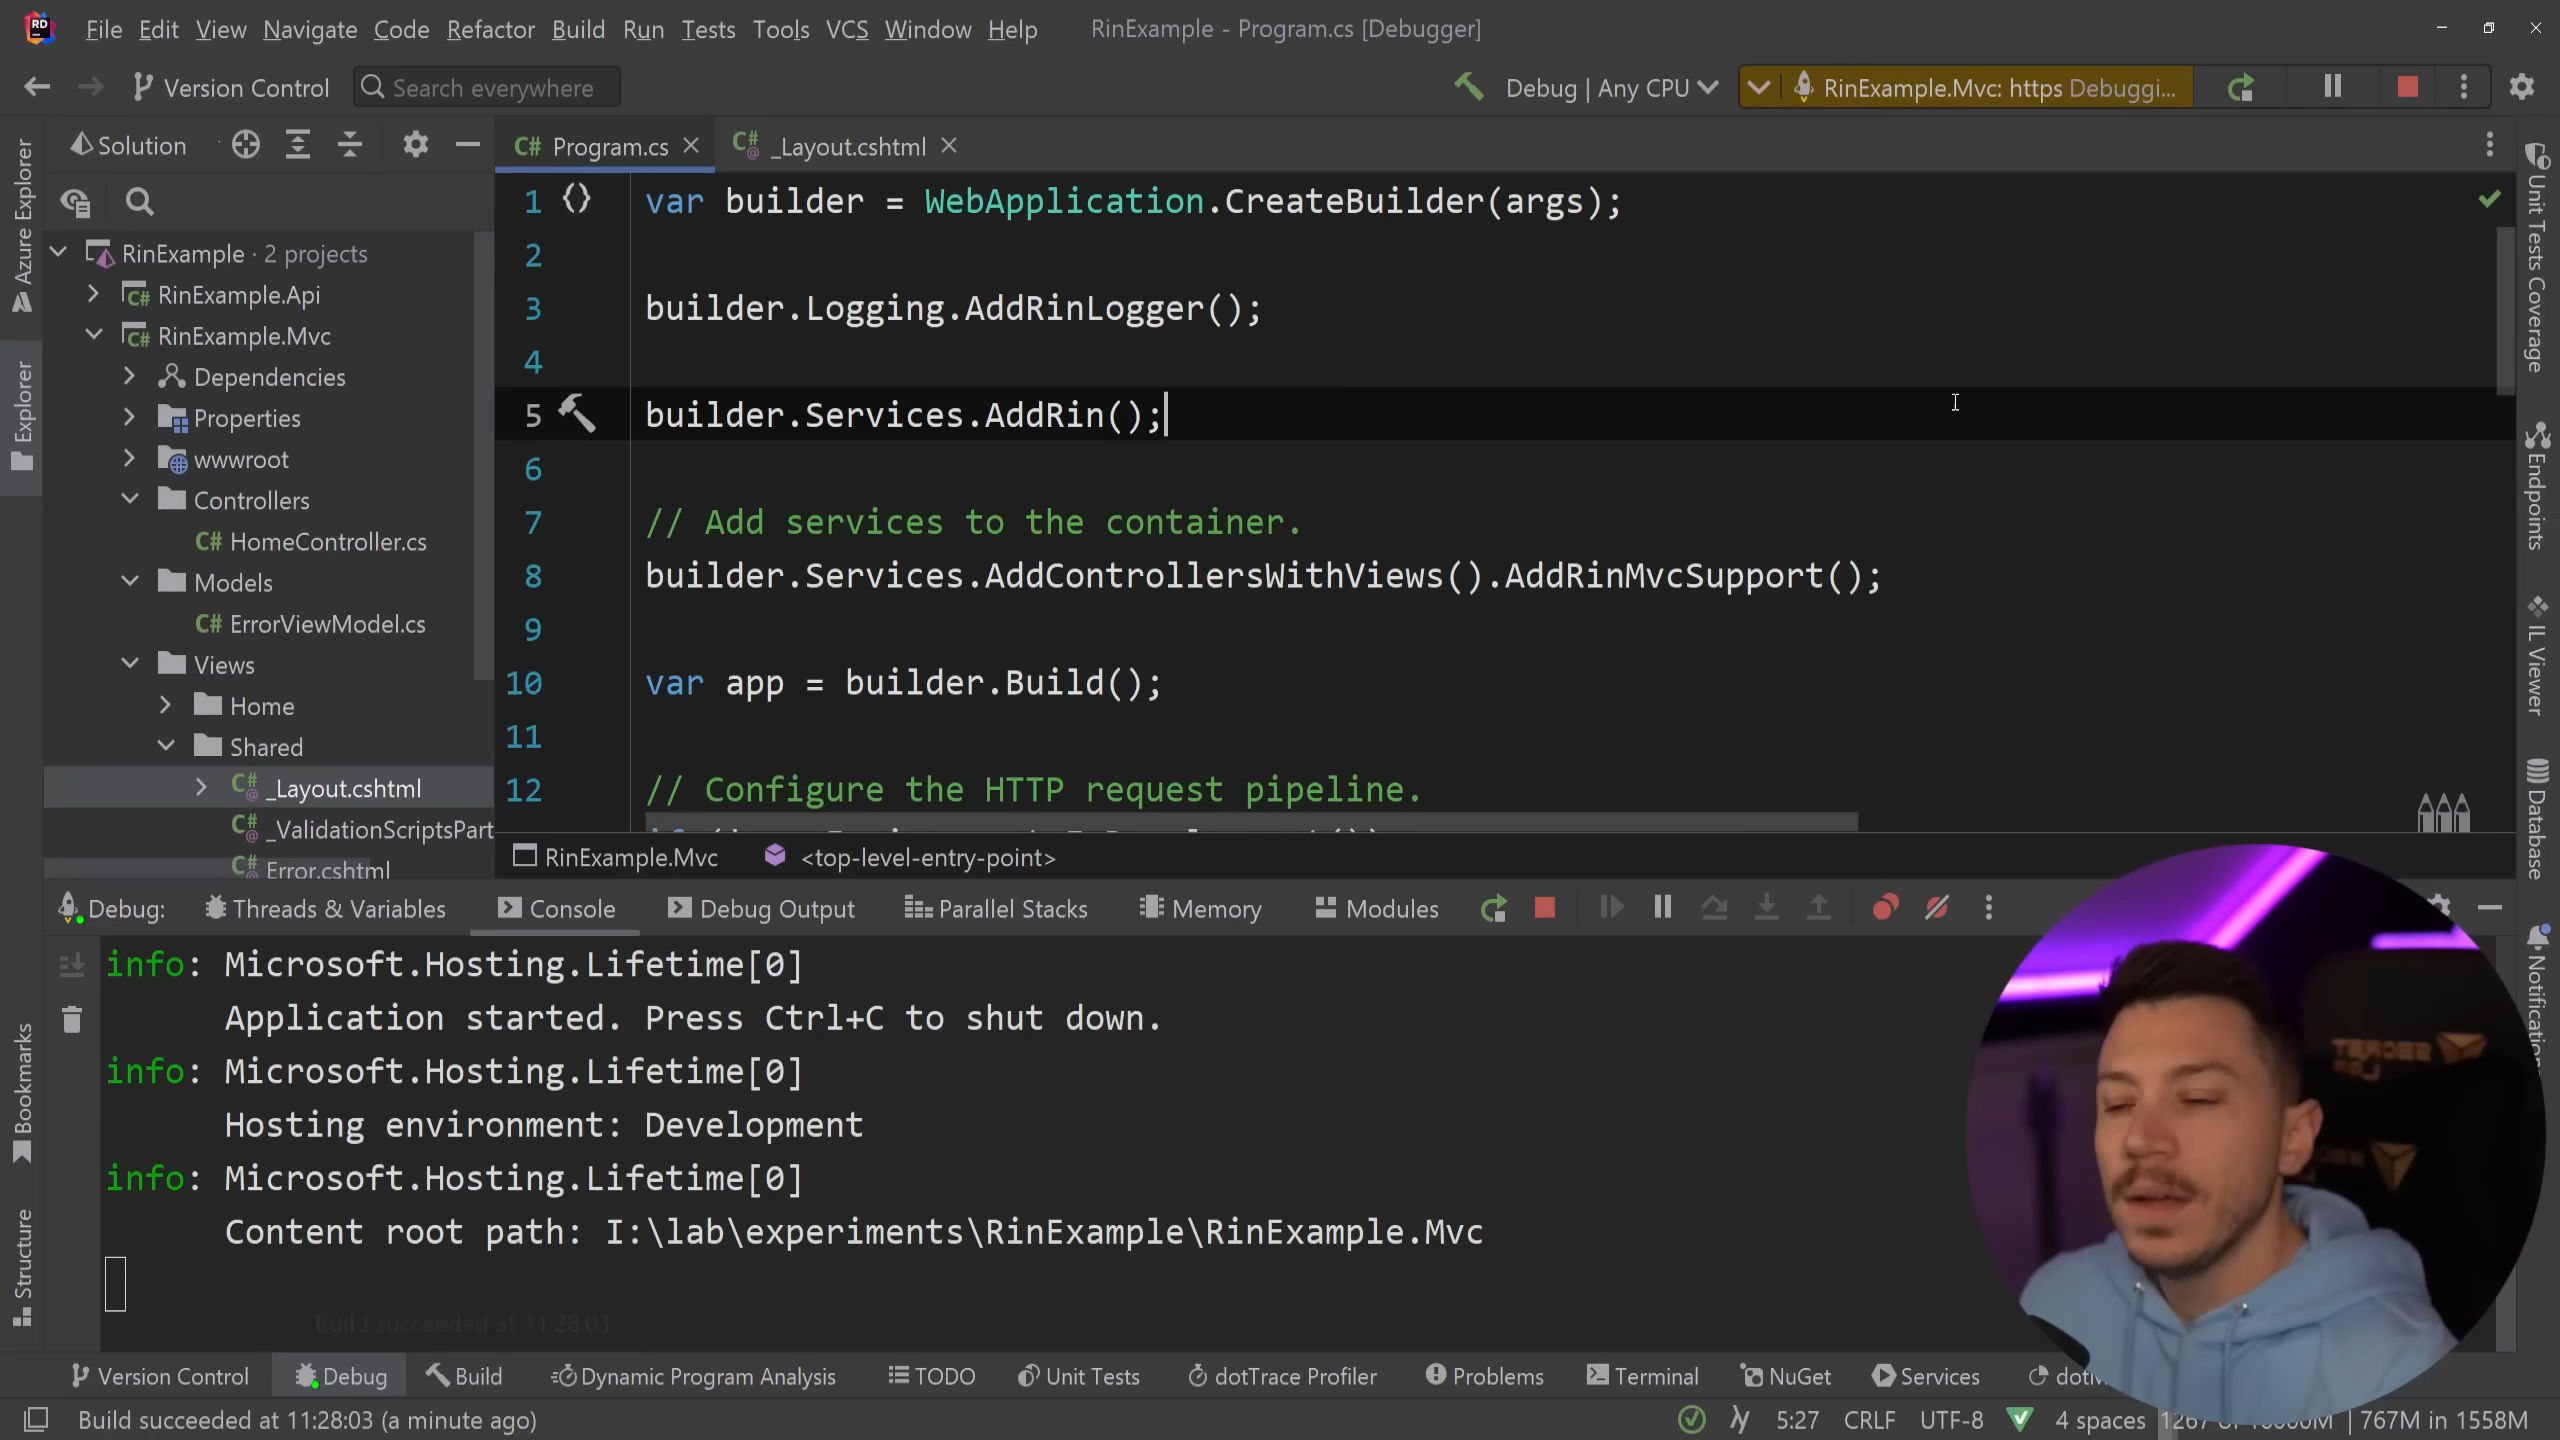 File Edit View Navigate Code Refactor Build Run Tests Tools VCS Window Help RinExample - Program.cs [Debugger]
Version Control Search everywhere Debug | Any CPU RinExample.Mvc: https Debuggi...
Solution
Program.cs
_Layout.cshtml
RinExample · 2 projects
RinExample.Api
RinExample.Mvc
Dependencies
Properties
wwwroot
Controllers
C# HomeController.cs
Models
C# ErrorViewModel.cs
Views
Home
Shared
_Layout.cshtml
_ValidationScriptsPart
Error.cshtml
1 var builder = WebApplication.CreateBuilder(args);
2
3 builder.Logging.AddRinLogger();
4
5 builder.Services.AddRin();
6
7 // Add services to the container.
8 builder.Services.AddControllersWithViews().AddRinMvcSupport();
9
10 var app = builder.Build();
11
12 // Configure the HTTP request pipeline.
RinExample.Mvc <top-level-entry-point>
Azure Explorer
Explorer
Bookmarks
Structure
Unit Tests Coverage
Endpoints
IL Viewer
Database
Notifications
Debug: Threads & Variables Console Debug Output Parallel Stacks Memory Modules
info: Microsoft.Hosting.Lifetime[0]
Application started. Press Ctrl+C to shut down.
info: Microsoft.Hosting.Lifetime[0]
Hosting environment: Development
info: Microsoft.Hosting.Lifetime[0]
Content root path: I:\lab\experiments\RinExample\RinExample.Mvc
Build succeeded at 11:28:03
Version Control Debug Build Dynamic Program Analysis TODO Unit Tests dotTrace Profiler Problems Terminal NuGet Services
Build succeeded at 11:28:03 (a minute ago) 5:27 CRLF UTF-8 4 spaces 767M in 1558M